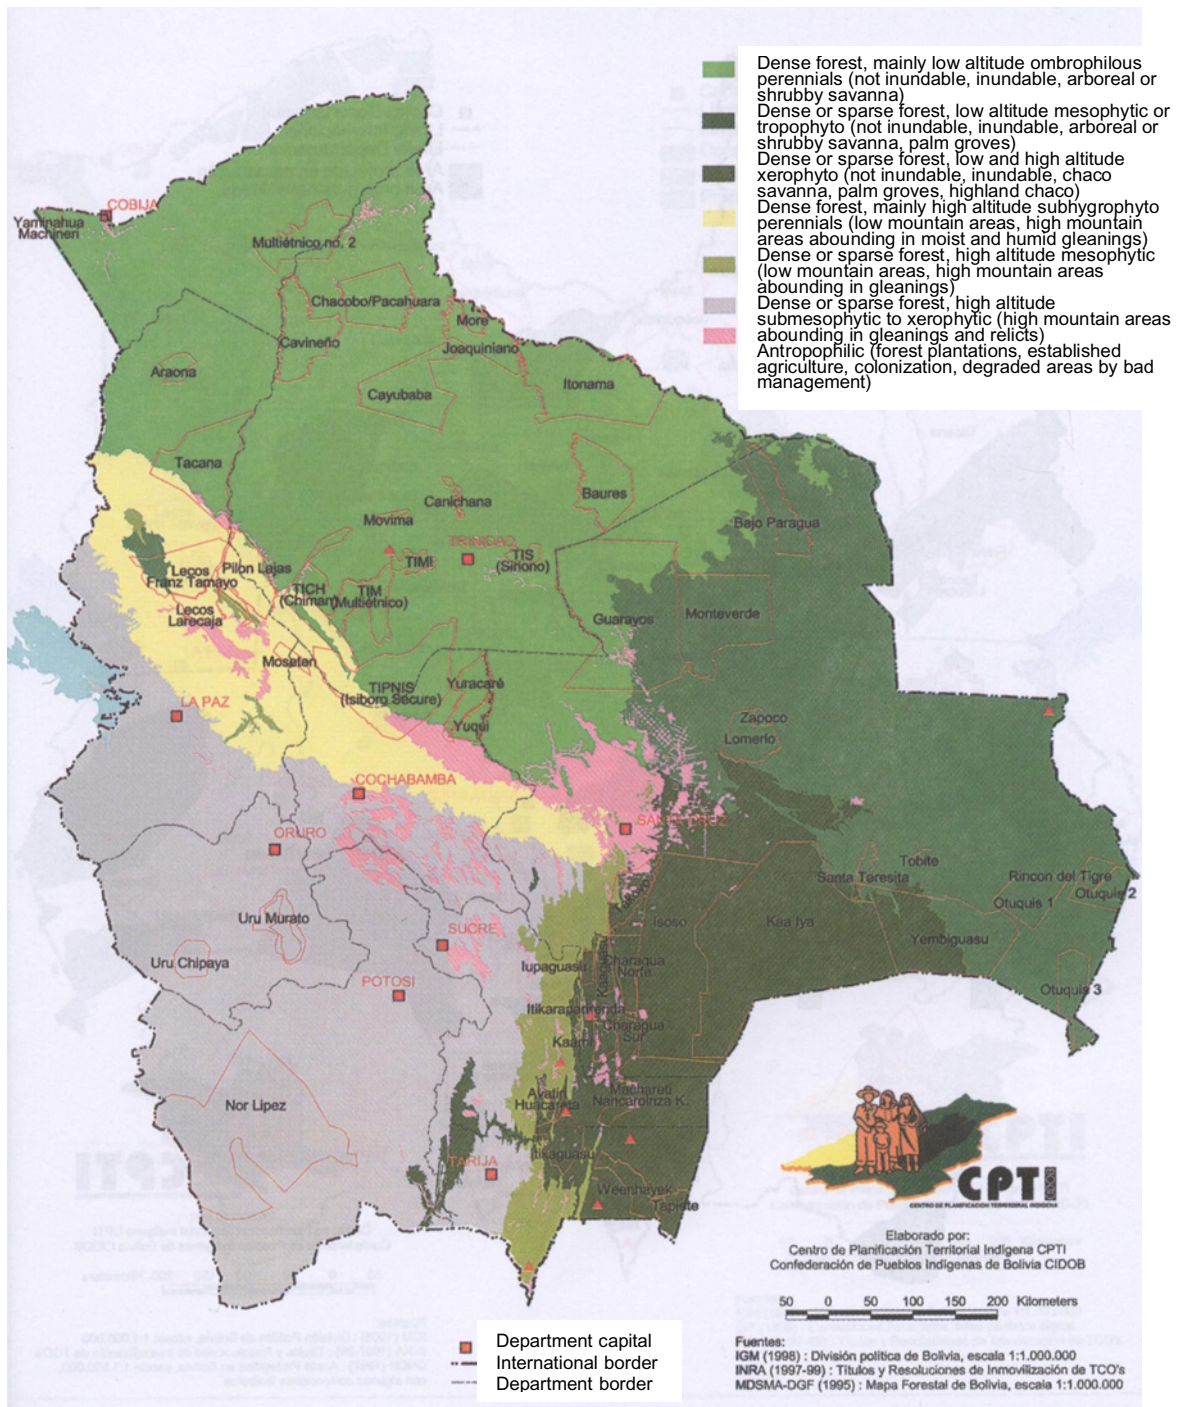 Dense forest, mainly low altitude ombrophilous
perennials (not inundable, inundable, arboreal or
shrubby savanna)
Dense or sparse forest, low altitude mesophytic or
tropophyto (not inundable, inundable, arboreal or
shrubby savanna, palm groves)
Dense or sparse forest, low and high altitude
xerophyto (not inundable, inundable, chaco
savanna, palm groves, highland chaco)
Dense forest, mainly high altitude subhygrophyto
perennials (low mountain areas, high mountain
areas abounding in moist and humid gleanings)
Dense or sparse forest, high altitude mesophytic
(low mountain areas, high mountain areas
abounding in gleanings)
Dense or sparse forest, high altitude
submesophytic to xerophytic (high mountain areas
abounding in gleanings and relicts)
Antropophilic (forest plantations, established
agriculture, colonization, degraded areas by bad
management)
COBIJA
Yaminahua
Machineri
Multiétnico no. 2
Chacobo/Pacahuara
More
Cavineño
Joaquiniano
Araona
Cayubaba
Itonama
Tacana
Canichana
Baures
Movima
Bajo Paragua
TRINIDAD
TIMI
TIS
(Siriono)
Lecos
Franz Tamayo
Pilon Lajas
TICH
(Chiman)
TIM
(Multiétnico)
Lecos
Larecaja
Guarayos
Monteverde
Moseten
TIPNIS
(Isiboro Sécure)
Yuracaré
LA PAZ
Yuqui
Zapoco
Lomerío
COCHABAMBA
SANTA CRUZ
ORURO
Tobite
Santa Teresita
Rincon del Tigre
Otuquis 2
Takovo
Otuquis 1
Uru Murato
Isoso
Kaa Iya
SUCRE
Yembiguasu
Uru Chipaya
Iupaguasu
Kaaguasu
Charagua
Norte
POTOSI
Otuquis 3
Itikaraparirenda
Charagua
Sur
Kaami
Avatiri
Huacareta
Machareti
Nancaroinza K.
Nor Lipez
Itikaguasu
TARIJA
Weenhayek
Tapiete
CPTI
CIDOB
CENTRO DE PLANIFICACION TERRITORIAL INDIGENA
Elaborado por:
Centro de Planificación Territorial Indígena CPTI
Confederación de Pueblos Indígenas de Bolivia CIDOB
50 0 50 100 150 200 Kilometers
Department capital
International border
Department border
Fuentes:
IGM (1998) : División política de Bolivia, escala 1:1.000.000
INRA (1997-99) : Títulos y Resoluciones de Inmovilización de TCO's
MDSMA-DGF (1995) : Mapa Forestal de Bolivia, escala 1:1.000.000